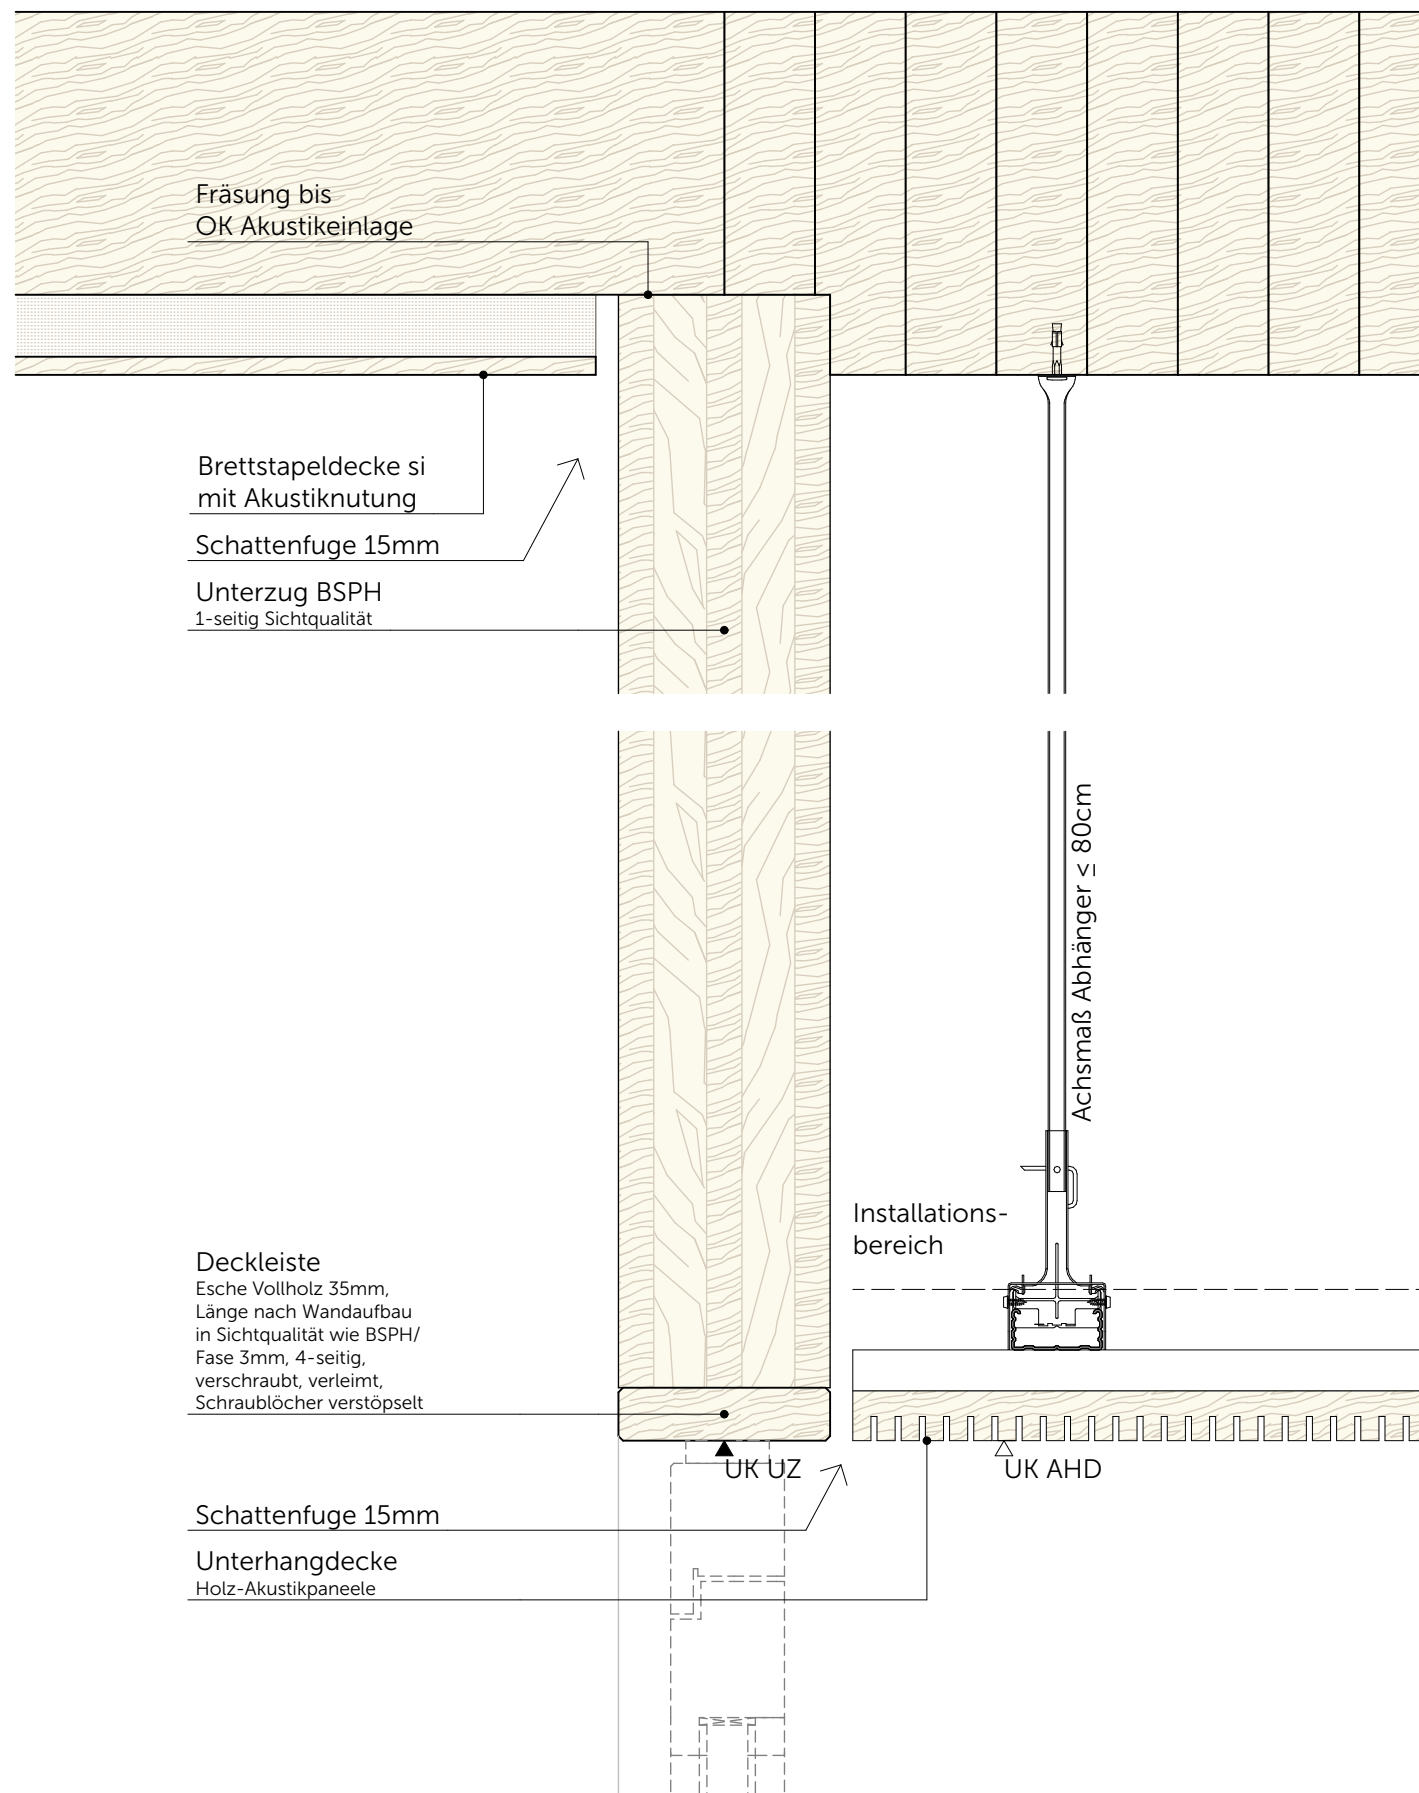 Fräsung bis
OK Akustikeinlage
Brettstapeldecke si
mit Akustiknutung
Schattenfuge 15mm
Unterzug BSPH
1-seitig Sichtqualität
Achsmaß Abhänger ≤ 80cm
Installations-
bereich
Deckleiste
Esche Vollholz 35mm,
Länge nach Wandaufbau
in Sichtqualität wie BSPH/
Fase 3mm, 4-seitig,
verschraubt, verleimt,
Schraublöcher verstöpselt
UK UZ
UK AHD
Schattenfuge 15mm
Unterhangdecke
Holz-Akustikpaneele